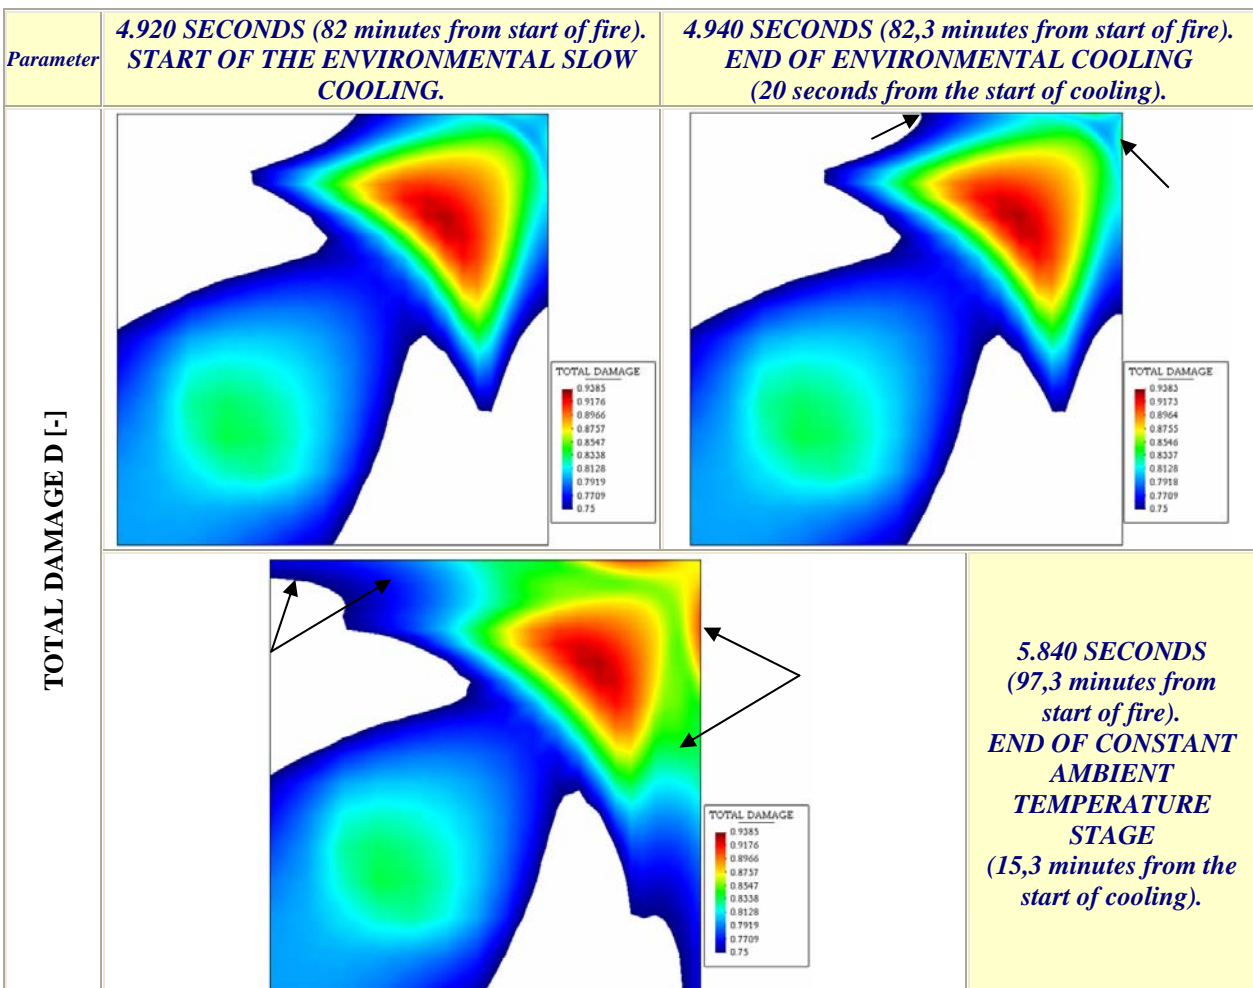 Parameter
4.920 SECONDS (82 minutes from start of fire).
START OF THE ENVIRONMENTAL SLOW
COOLING.
4.940 SECONDS (82,3 minutes from start of fire).
END OF ENVIRONMENTAL COOLING
(20 seconds from the start of cooling).
TOTAL DAMAGE D [-]
TOTAL DAMAGE
0.9385
0.9176
0.8966
0.8757
0.8547
0.8338
0.8128
0.7919
0.7709
0.75
TOTAL DAMAGE
0.9383
0.9173
0.8964
0.8755
0.8546
0.8337
0.8128
0.7918
0.7709
0.75
TOTAL DAMAGE
0.9385
0.9176
0.8966
0.8757
0.8547
0.8338
0.8128
0.7919
0.7709
0.75
5.840 SECONDS
(97,3 minutes from
start of fire).
END OF CONSTANT
AMBIENT
TEMPERATURE
STAGE
(15,3 minutes from the
start of cooling).